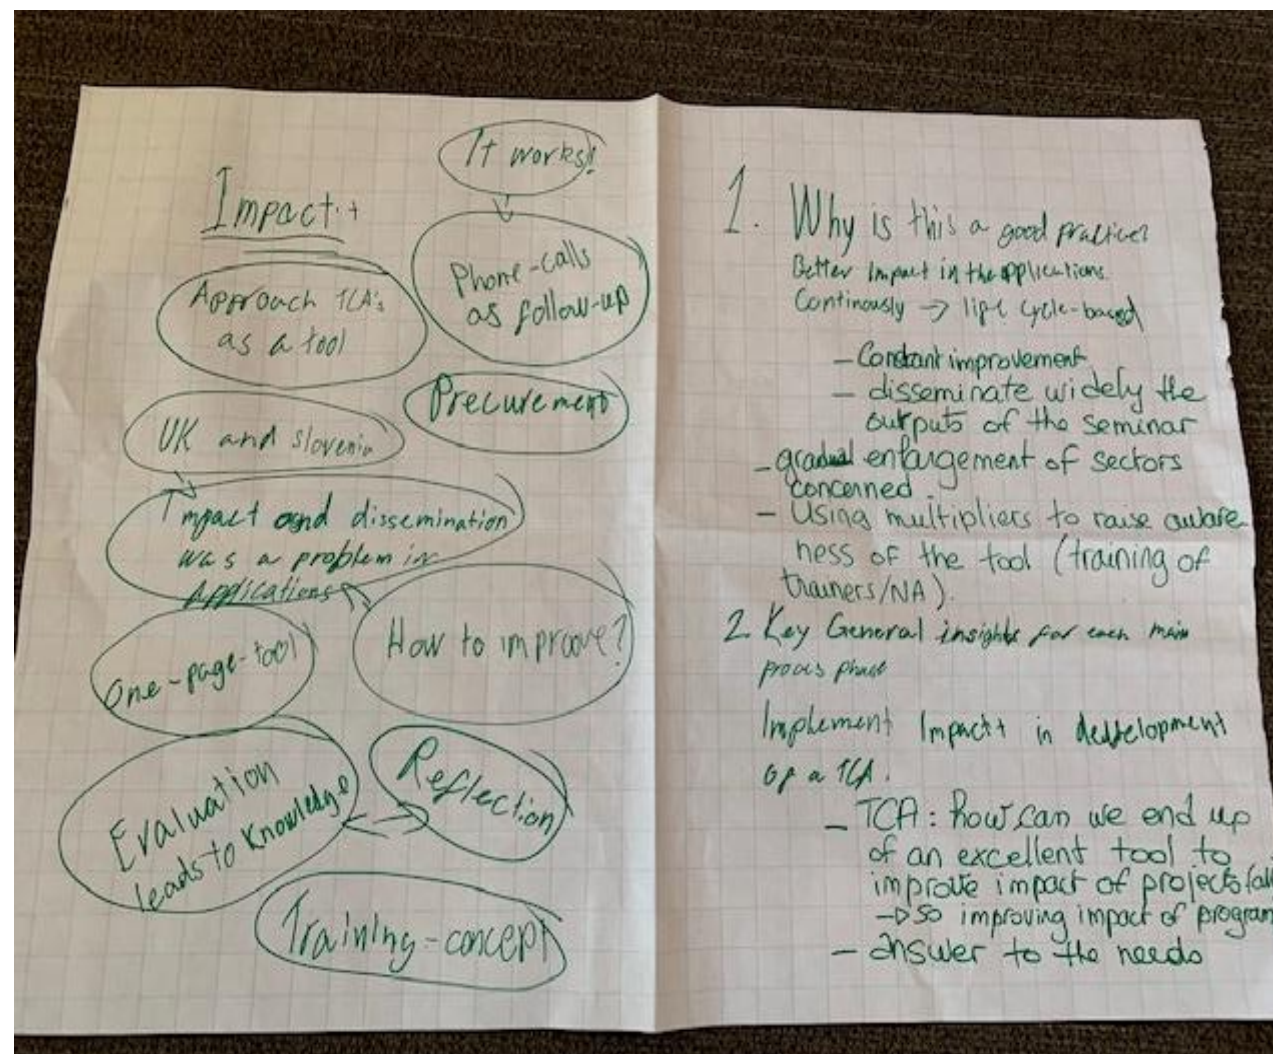 Impact++
It works!
Phone-calls
as follow-up
Approach TCA's
as a tool
Precurement
UK and slovenia
Impact and dissemination
was a problem in
Applications
How to improove?
One-page-tool
Reflection
Evaluation
leads to knowledge
Training-concept
1. Why is this a good practice?
Better Impact in the applications.
Continously → life cycle-based
- Constant improvement
- disseminate widely the
outputs of the seminar
- gradual enlargement of sectors
concerned.
- Using multipliers to raise aware
ness of the tool (training of
trainers/NA).
2. Key General insights for each main
proces phase
Implement Impact+ in
of a TCA.
- TCA: how can we end up
of an excellent tool to
improve impact of projects
→ so improving impact of program
- answer to the needs